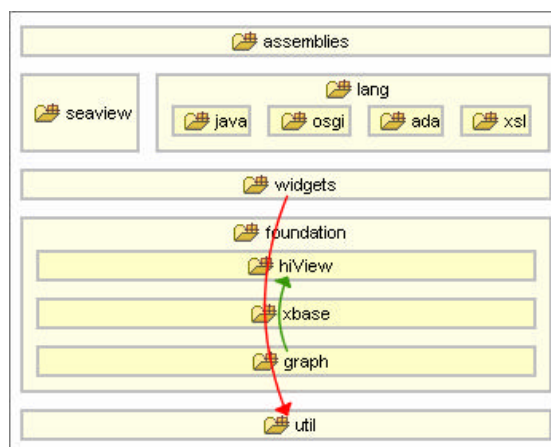 assemblies
seaview
lang
java osgi ada xsl
widgets
foundation
hiView
xbase
graph
util